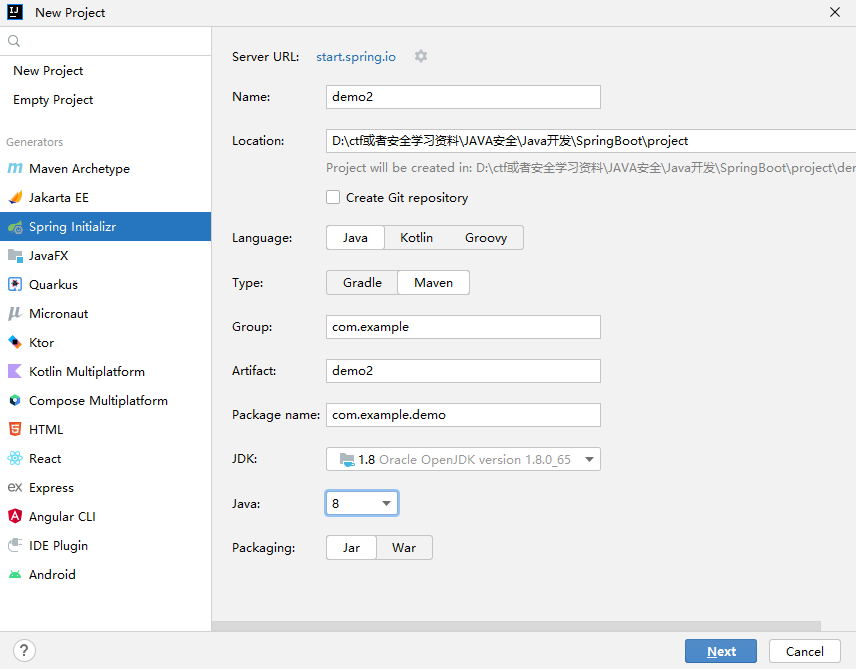 New Project
New Project
Empty Project
Generators
Maven Archetype
Jakarta EE
Spring Initializr
JavaFX
Quarkus
Micronaut
Ktor
Kotlin Multiplatform
Compose Multiplatform
HTML
React
Express
Angular CLI
IDE Plugin
Android
Server URL: start.spring.io
Name: demo2
Location: D:\ctf或者安全学习资料\JAVA安全\Java开发\SpringBoot\project
Project will be created in: D:\ctf或者安全学习资料\JAVA安全\Java开发\SpringBoot\project\der
Create Git repository
Language: Java Kotlin Groovy
Type: Gradle Maven
Group: com.example
Artifact: demo2
Package name: com.example.demo
JDK: 1.8 Oracle OpenJDK version 1.8.0_65
Java: 8
Packaging: Jar War
? Next Cancel